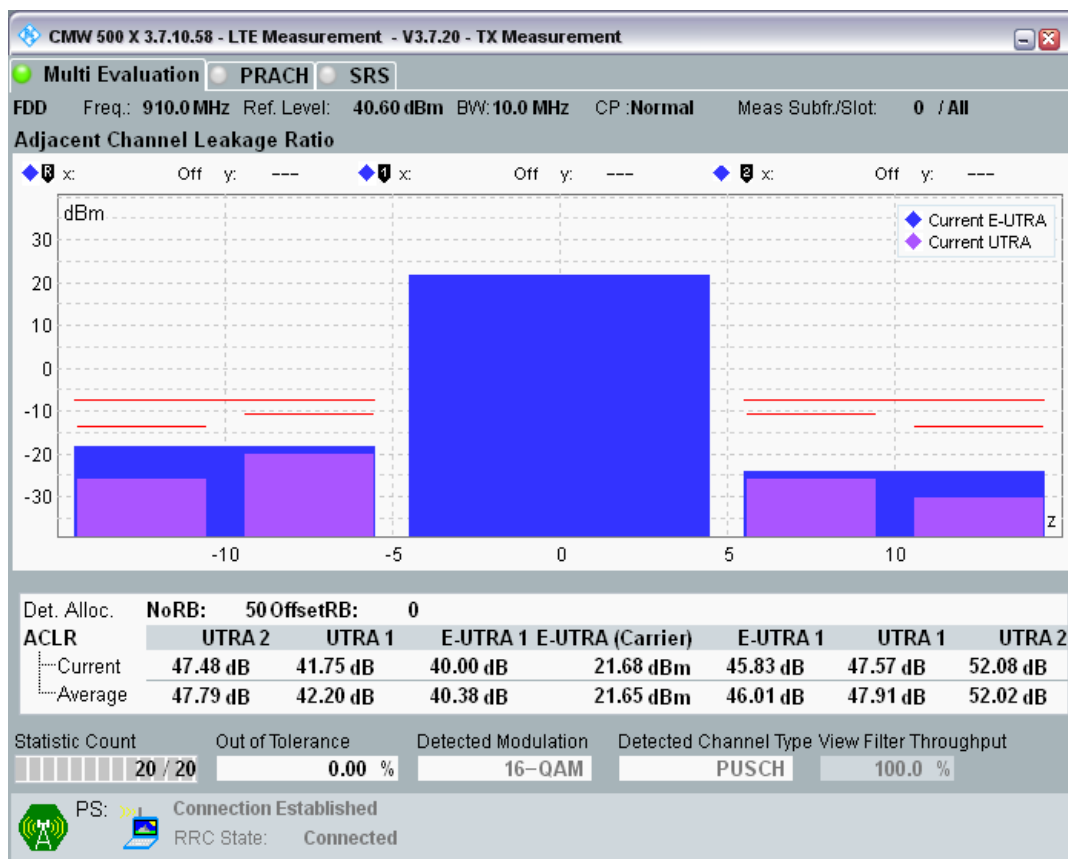 CMW 500 X 3.7.10.58 - LTE Measurement - V3.7.20 - TX Measurement
Multi Evaluation PRACH SRS
FDD Freq.: 910.0 MHz Ref. Level: 40.60 dBm BW: 10.0 MHz CP :Normal Meas Subfr./Slot: 0 / All
Adjacent Channel Leakage Ratio
R x: Off y: --- 1 x: Off y: --- 2 x: Off y: ---
dBm
Current E-UTRA
Current UTRA
30
20
10
0
-10
-20
-30
z
-10 -5 0 5 10
Det. Alloc. NoRB: 50 OffsetRB: 0
ACLR UTRA 2 UTRA 1 E-UTRA 1 E-UTRA (Carrier) E-UTRA 1 UTRA 1 UTRA 2
Current 47.48 dB 41.75 dB 40.00 dB 21.68 dBm 45.83 dB 47.57 dB 52.08 dB
Average 47.79 dB 42.20 dB 40.38 dB 21.65 dBm 46.01 dB 47.91 dB 52.02 dB
Statistic Count Out of Tolerance Detected Modulation Detected Channel Type View Filter Throughput
20 / 20 0.00 % 16-QAM PUSCH 100.0 %
PS: Connection Established
RRC State: Connected